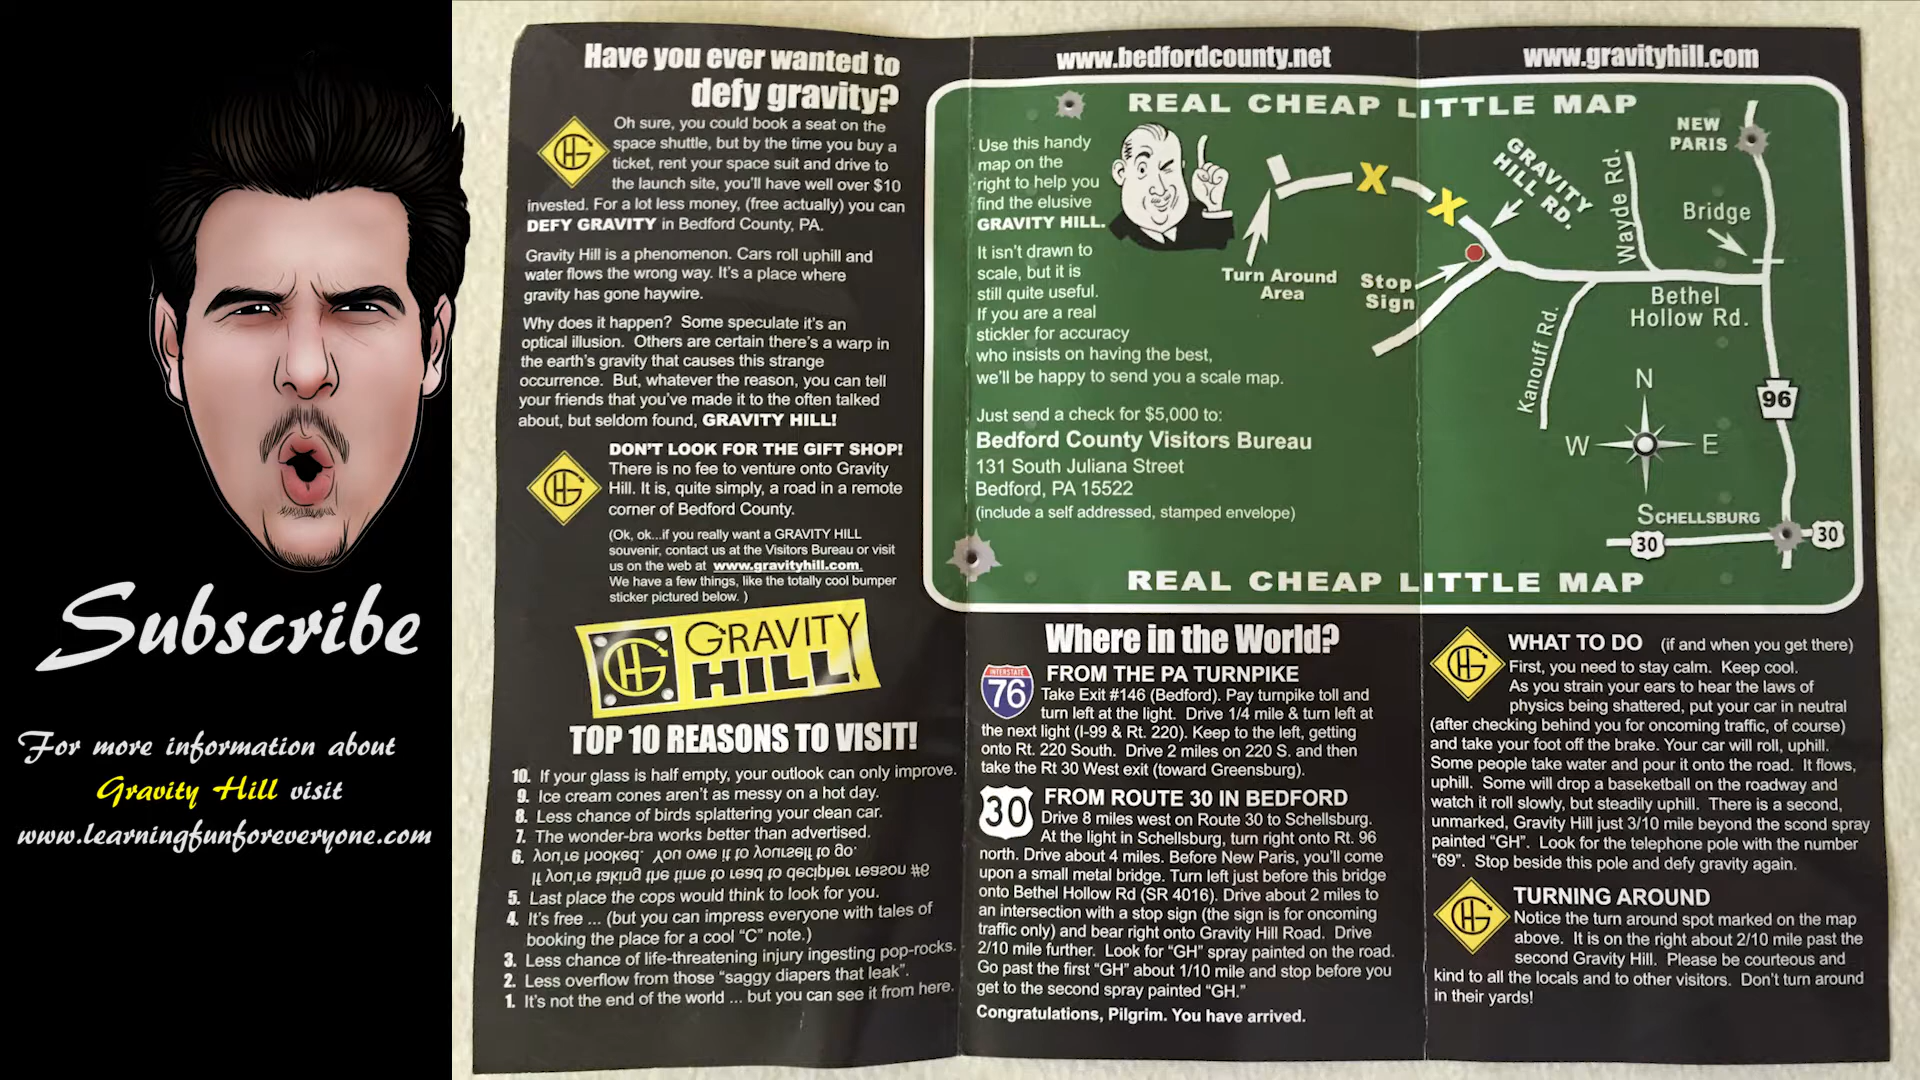 Subscribe
For more information about
Gravity Hill visit
www.learningfunforeveryone.com
Have you ever wanted to
defy gravity?
Oh sure, you could book a seat on the
space shuttle, but by the time you buy a
ticket, rent your space suit and drive to
the launch site, you'll have well over $10
invested. For a lot less money, (free actually) you can
DEFY GRAVITY in Bedford County, PA.
Gravity Hill is a phenomenon. Cars roll uphill and
water flows the wrong way. It's a place where
gravity has gone haywire.
Why does it happen? Some speculate it's an
optical illusion. Others are certain there's a warp in
the earth's gravity that causes this strange
occurrence. But, whatever the reason, you can tell
your friends that you've made it to the often talked
about, but seldom found, GRAVITY HILL!
DON'T LOOK FOR THE GIFT SHOP!
There is no fee to venture onto Gravity
Hill. It is, quite simply, a road in a remote
corner of Bedford County.
(Ok, ok...if you really want a GRAVITY HILL
souvenir, contact us at the Visitors Bureau or visit
us on the web at www.gravityhill.com.
We have a few things, like the totally cool bumper
sticker pictured below. )
GH GRAVITY
HILL
TOP 10 REASONS TO VISIT!
10. If your glass is half empty, your outlook can only improve.
9. Ice cream cones aren't as messy on a hot day.
8. Less chance of birds splattering your clean car.
7. The wonder-bra works better than advertised.
6. If you're taking the time to read to decipher reason #6
you're hooked. You owe it to yourself to go.
5. Last place the cops would think to look for you.
4. It's free ... (but you can impress everyone with tales of
booking the place for a cool "C" note.)
3. Less chance of life-threatening injury ingesting pop-rocks.
2. Less overflow from those "saggy diapers that leak".
1. It's not the end of the world ... but you can see it from here.
www.bedfordcounty.net
www.gravityhill.com
REAL CHEAP LITTLE MAP
Use this handy
map on the
right to help you
find the elusive
GRAVITY HILL.
It isn't drawn to
scale, but it is
still quite useful.
If you are a real
stickler for accuracy
who insists on having the best,
we'll be happy to send you a scale map.
Just send a check for $5,000 to:
Bedford County Visitors Bureau
131 South Juliana Street
Bedford, PA 15522
(include a self addressed, stamped envelope)
X
X
GRAVITY
HILL RD.
Turn Around
Area
Stop
Sign
Wayde Rd.
NEW
PARIS
Bridge
Bethel
Hollow Rd.
Kanouff Rd.
96
N
W
E
SCHELLSBURG
30
30
REAL CHEAP LITTLE MAP
Where in the World?
INTERSTATE
76
FROM THE PA TURNPIKE
Take Exit #146 (Bedford). Pay turnpike toll and
turn left at the light. Drive 1/4 mile & turn left at
the next light (I-99 & Rt. 220). Keep to the left, getting
onto Rt. 220 South. Drive 2 miles on 220 S. and then
take the Rt 30 West exit (toward Greensburg).
30
FROM ROUTE 30 IN BEDFORD
Drive 8 miles west on Route 30 to Schellsburg.
At the light in Schellsburg, turn right onto Rt. 96
north. Drive about 4 miles. Before New Paris, you'll come
upon a small metal bridge. Turn left just before this bridge
onto Bethel Hollow Rd (SR 4016). Drive about 2 miles to
an intersection with a stop sign (the sign is for oncoming
traffic only) and bear right onto Gravity Hill Road. Drive
2/10 mile further. Look for "GH" spray painted on the road.
Go past the first "GH" about 1/10 mile and stop before you
get to the second spray painted "GH."
Congratulations, Pilgrim. You have arrived.
WHAT TO DO (if and when you get there)
First, you need to stay calm. Keep cool.
As you strain your ears to hear the laws of
physics being shattered, put your car in neutral
(after checking behind you for oncoming traffic, of course)
and take your foot off the brake. Your car will roll, uphill.
Some people take water and pour it onto the road. It flows,
uphill. Some will drop a baseketball on the roadway and
watch it roll slowly, but steadily uphill. There is a second,
unmarked, Gravity Hill just 3/10 mile beyond the scond spray
painted "GH". Look for the telephone pole with the number
"69". Stop beside this pole and defy gravity again.
TURNING AROUND
Notice the turn around spot marked on the map
above. It is on the right about 2/10 mile past the
second Gravity Hill. Please be courteous and
kind to all the locals and to other visitors. Don't turn around
in their yards!